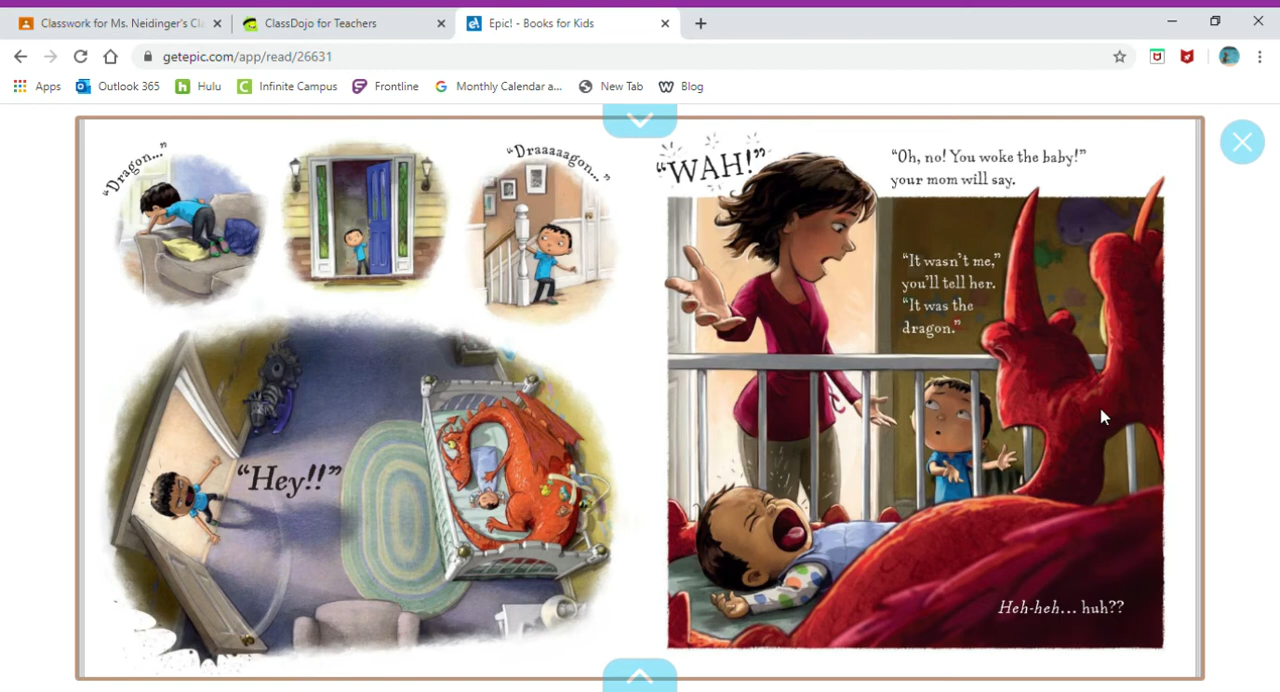 Classwork for Ms. Neidinger's Cl
ClassDojo for Teachers
Epic! - Books for Kids
getepic.com/app/read/26631
Apps
Outlook 365
Hulu
Infinite Campus
Frontline
Monthly Calendar a...
New Tab
Blog
"Dragon..."
"Draaaaagon..."
"Hey!!"
"WAH!"
"Oh, no! You woke the baby!"
your mom will say.
"It wasn't me,"
you'll tell her.
"It was the
dragon."
Heh-heh... huh??